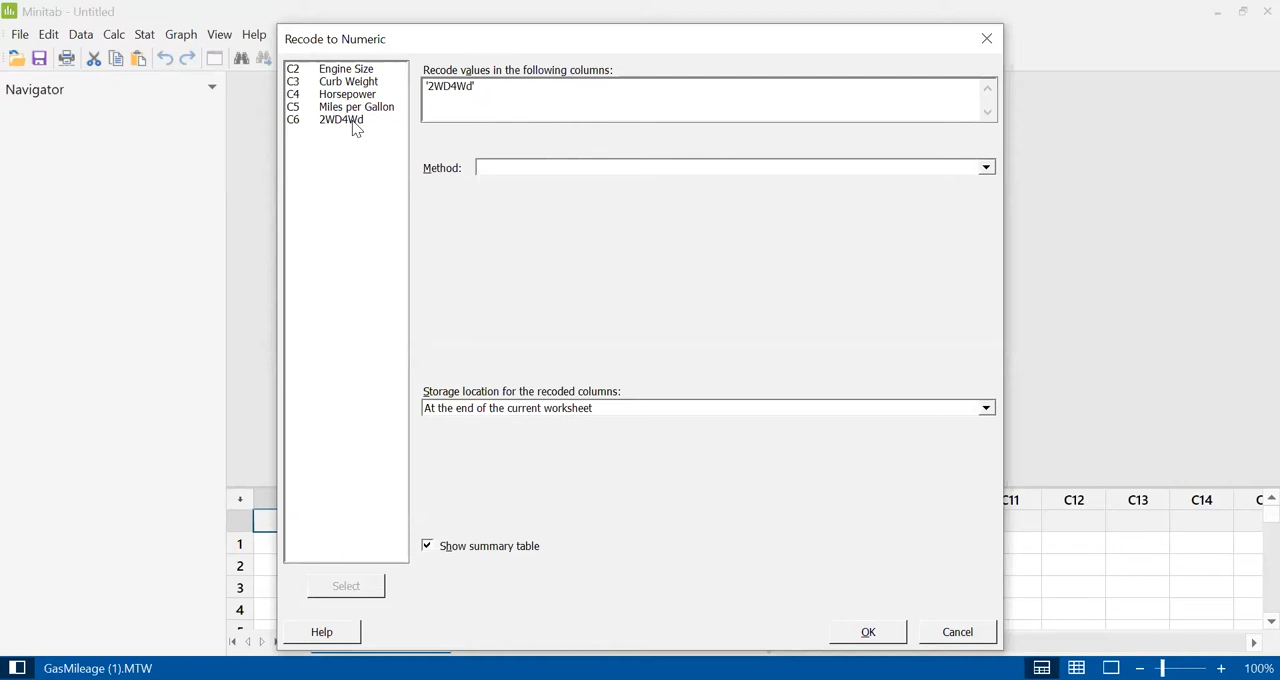 Minitab - Untitled
File Edit Data Calc Stat Graph View Help
Recode to Numeric
Navigator
C2 Engine Size
C3 Curb Weight
C4 Horsepower
C5 Miles per Gallon
C6 2WD4Wd
Recode values in the following columns:
'2WD4Wd'
Method:
Storage location for the recoded columns:
At the end of the current worksheet
Show summary table
Select
Help OK Cancel
C11 C12 C13 C14
1
2
3
4
GasMileage (1).MTW 100%